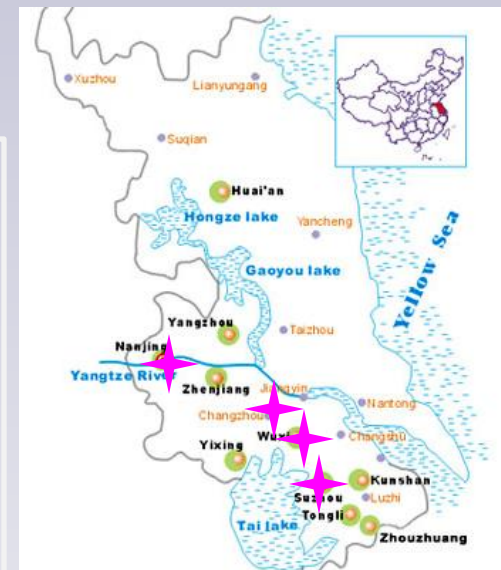 Xuzhou
Lianyungang
Suqian
Huai'an
Hongze lake
Yancheng
Gaoyou lake
Yellow Sea
Yangzhou
Taizhou
Nanjing
Yangtze River
Zhenjiang
Jiangyin
Nantong
Changzhou
Wuxi
Changshu
Yixing
Kunshan
Suzhou
Luzhi
Tongli
Tai lake
Zhouzhuang